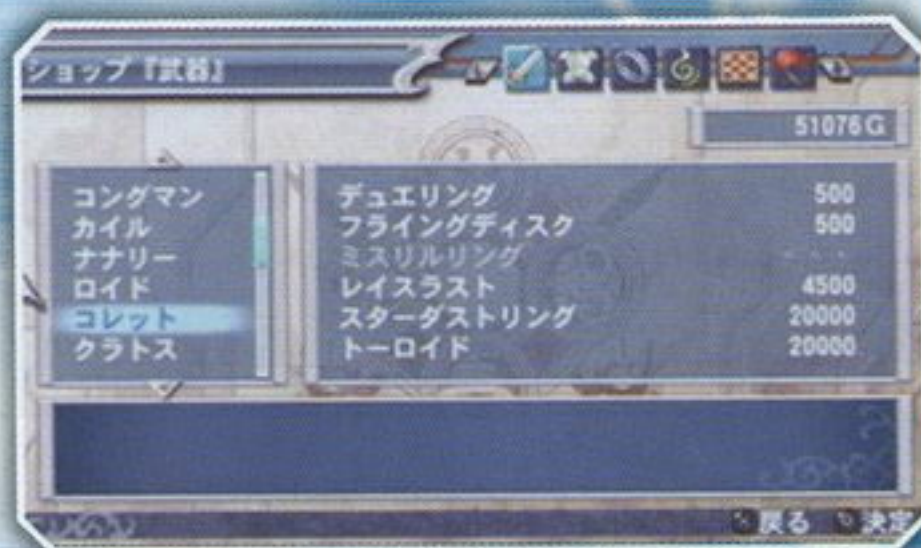 ショップ『武器』
51076G
コングマン
カイル
ナナリー
ロイド
コレット
クラトス
デュエリング 500
フライングディスク 500
ミスリルリング ---
レイスラスト 4500
スターダストリング 20000
トーロイド 20000
戻る 決定